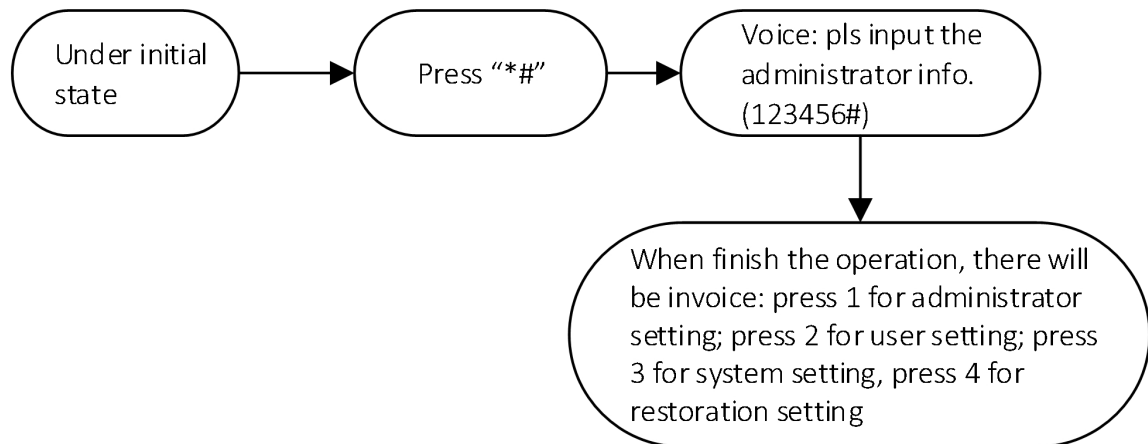 Under initial
state
Press “*#”
Voice: pls input the
administrator info.
(123456#)
When finish the operation, there will
be invoice: press 1 for administrator
setting; press 2 for user setting; press
3 for system setting, press 4 for
restoration setting